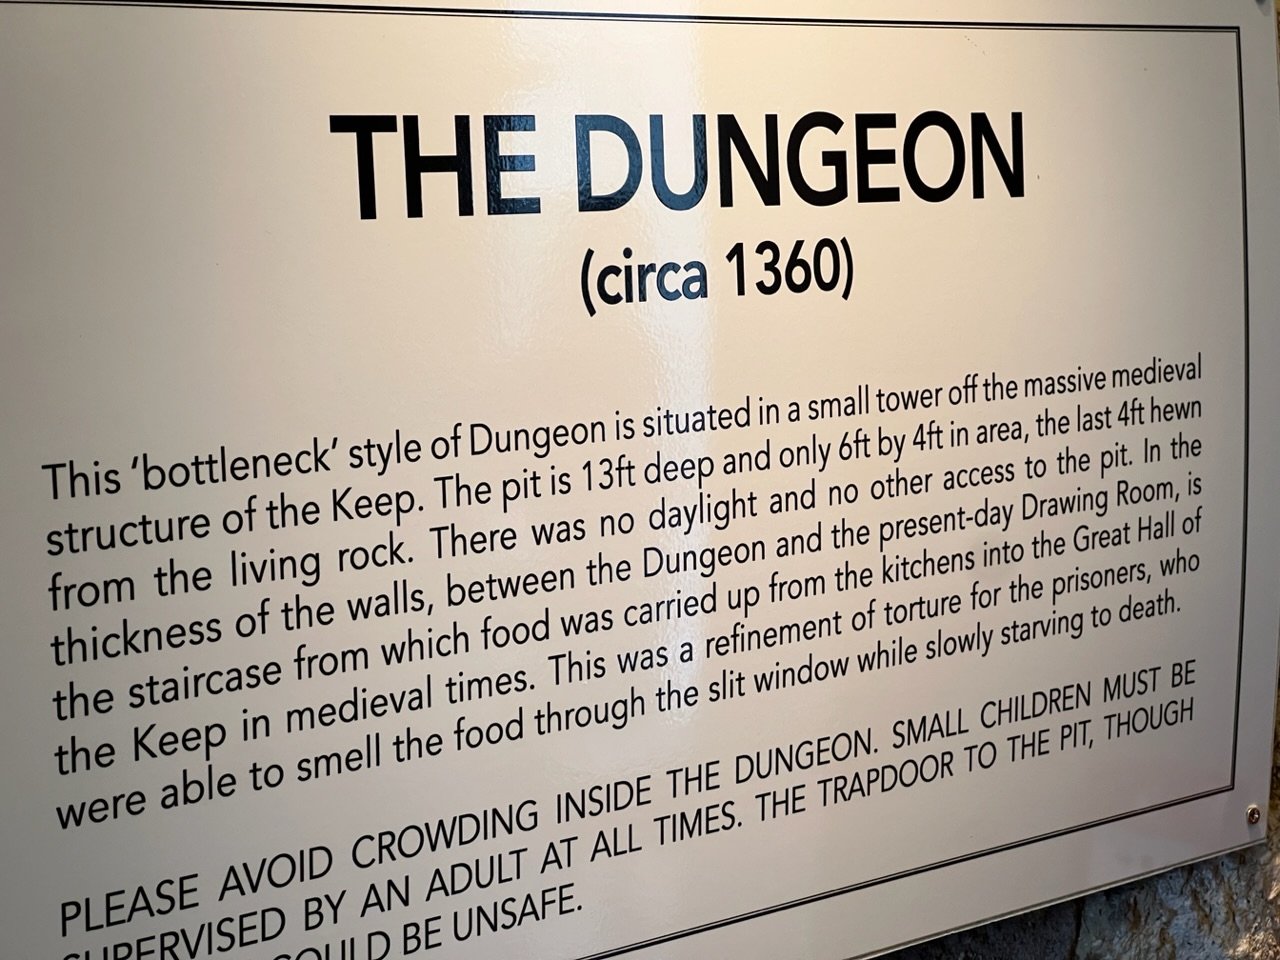 THE DUNGEON
(circa 1360)
This 'bottleneck' style of Dungeon is situated in a small tower off the massive medieval
structure of the Keep. The pit is 13ft deep and only 6ft by 4ft in area, the last 4ft hewn
from the living rock. There was no daylight and no other access to the pit. In the
thickness of the walls, between the Dungeon and the present-day Drawing Room, is
the staircase from which food was carried up from the kitchens into the Great Hall of
the Keep in medieval times. This was a refinement of torture for the prisoners, who
were able to smell the food through the slit window while slowly starving to death.
PLEASE AVOID CROWDING INSIDE THE DUNGEON. SMALL CHILDREN MUST BE
SUPERVISED BY AN ADULT AT ALL TIMES. THE TRAPDOOR TO THE PIT, THOUGH
COULD BE UNSAFE.